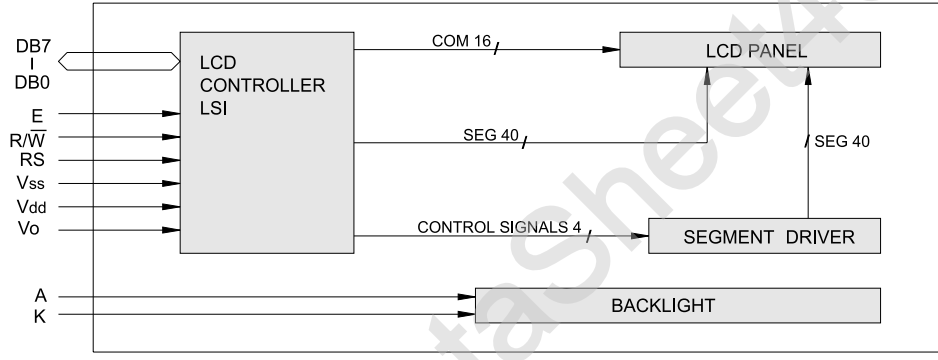 DB7
DB0
E
R/W̅
RS
Vss
Vdd
Vo
A
K
LCD
CONTROLLER
LSI
COM 16
LCD PANEL
SEG 40
SEG 40
CONTROL SIGNALS 4
SEGMENT DRIVER
BACKLIGHT
taSheet4